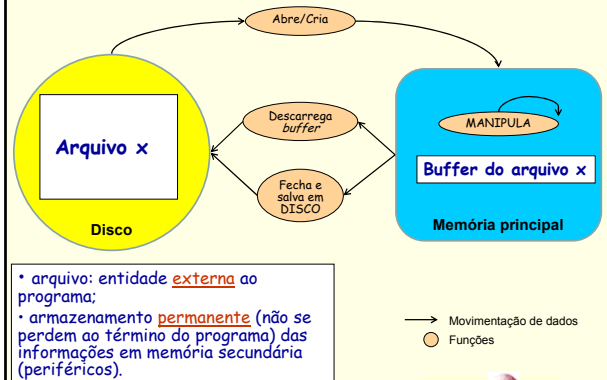 Abre/Cria
Descarrega
buffer
MANIPULA
Arquivo x
Buffer do arquivo x
Fecha e
salva em
DISCO
Disco
Memória principal
• arquivo: entidade externa ao
programa;
• armazenamento permanente (não se
perdem ao término do programa) das
informações em memória secundária
(periféricos).
Movimentação de dados
Funções